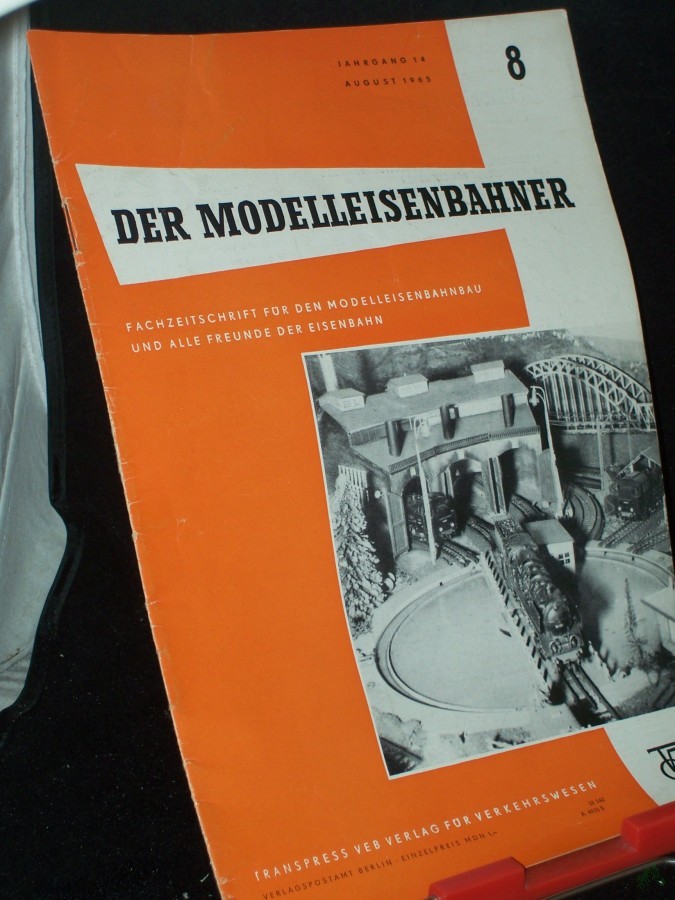 JAHRGANG 14
AUGUST 1965
8
DER MODELLEISENBAHNER
FACHZEITSCHRIFT FÜR DEN MODELLEISENBAHNBAU
UND ALLE FREUNDE DER EISENBAHN
TRANSPRESS VEB VERLAG FÜR VERKEHRSWESEN
VERLAGSPOSTAMT BERLIN · EINZELPREIS MDN 1,–